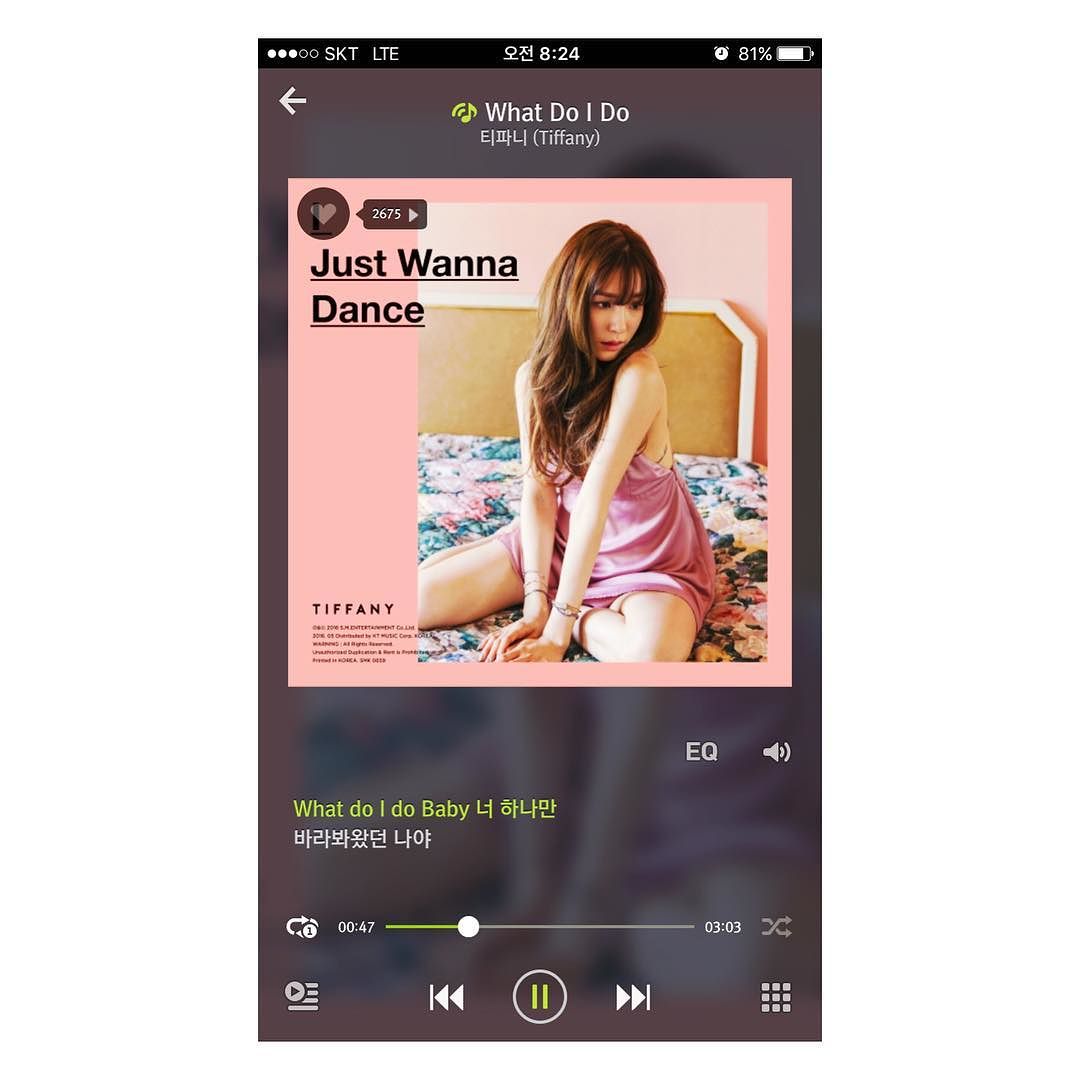 SKT LTE 오전 8:24 81%
What Do I Do
티파니 (Tiffany)
2675
Just Wanna
Dance
TIFFANY
℗&© 2016 S.M.ENTERTAINMENT Co.,Ltd.
2016. 05 Distributed by KT MUSIC Corp. KOREA
WARNING : All Rights Reserved.
Unauthorized Duplication & Rent is Prohibited
Printed in KOREA.
EQ
What do I do Baby 너 하나만
바라봐왔던 나야
1
00:47 03:03